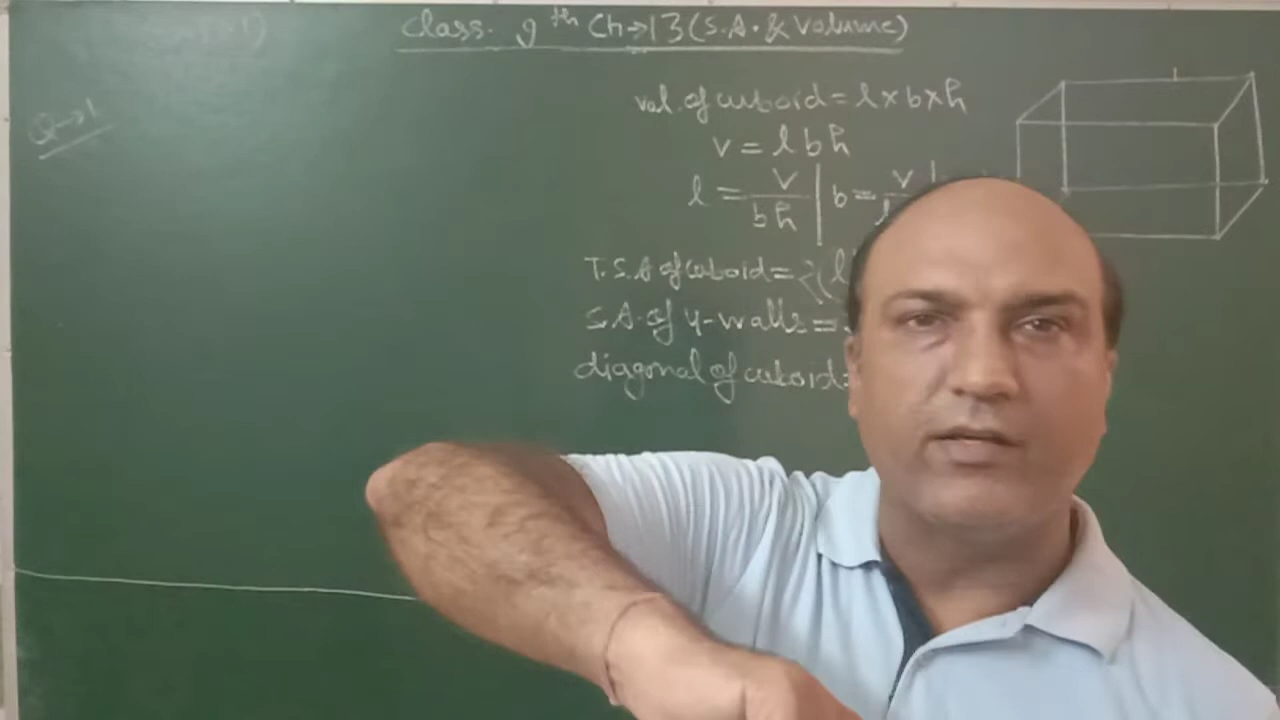 Class. 9th Ch→13 (S.A. & Volume)
Q→1
vol. of cuboid = l×b×h
v = l b h
l = v/bh | b = v/l
T.S.A of cuboid = 2(l
S.A. of 4-walls =
diagonal of cuboid =